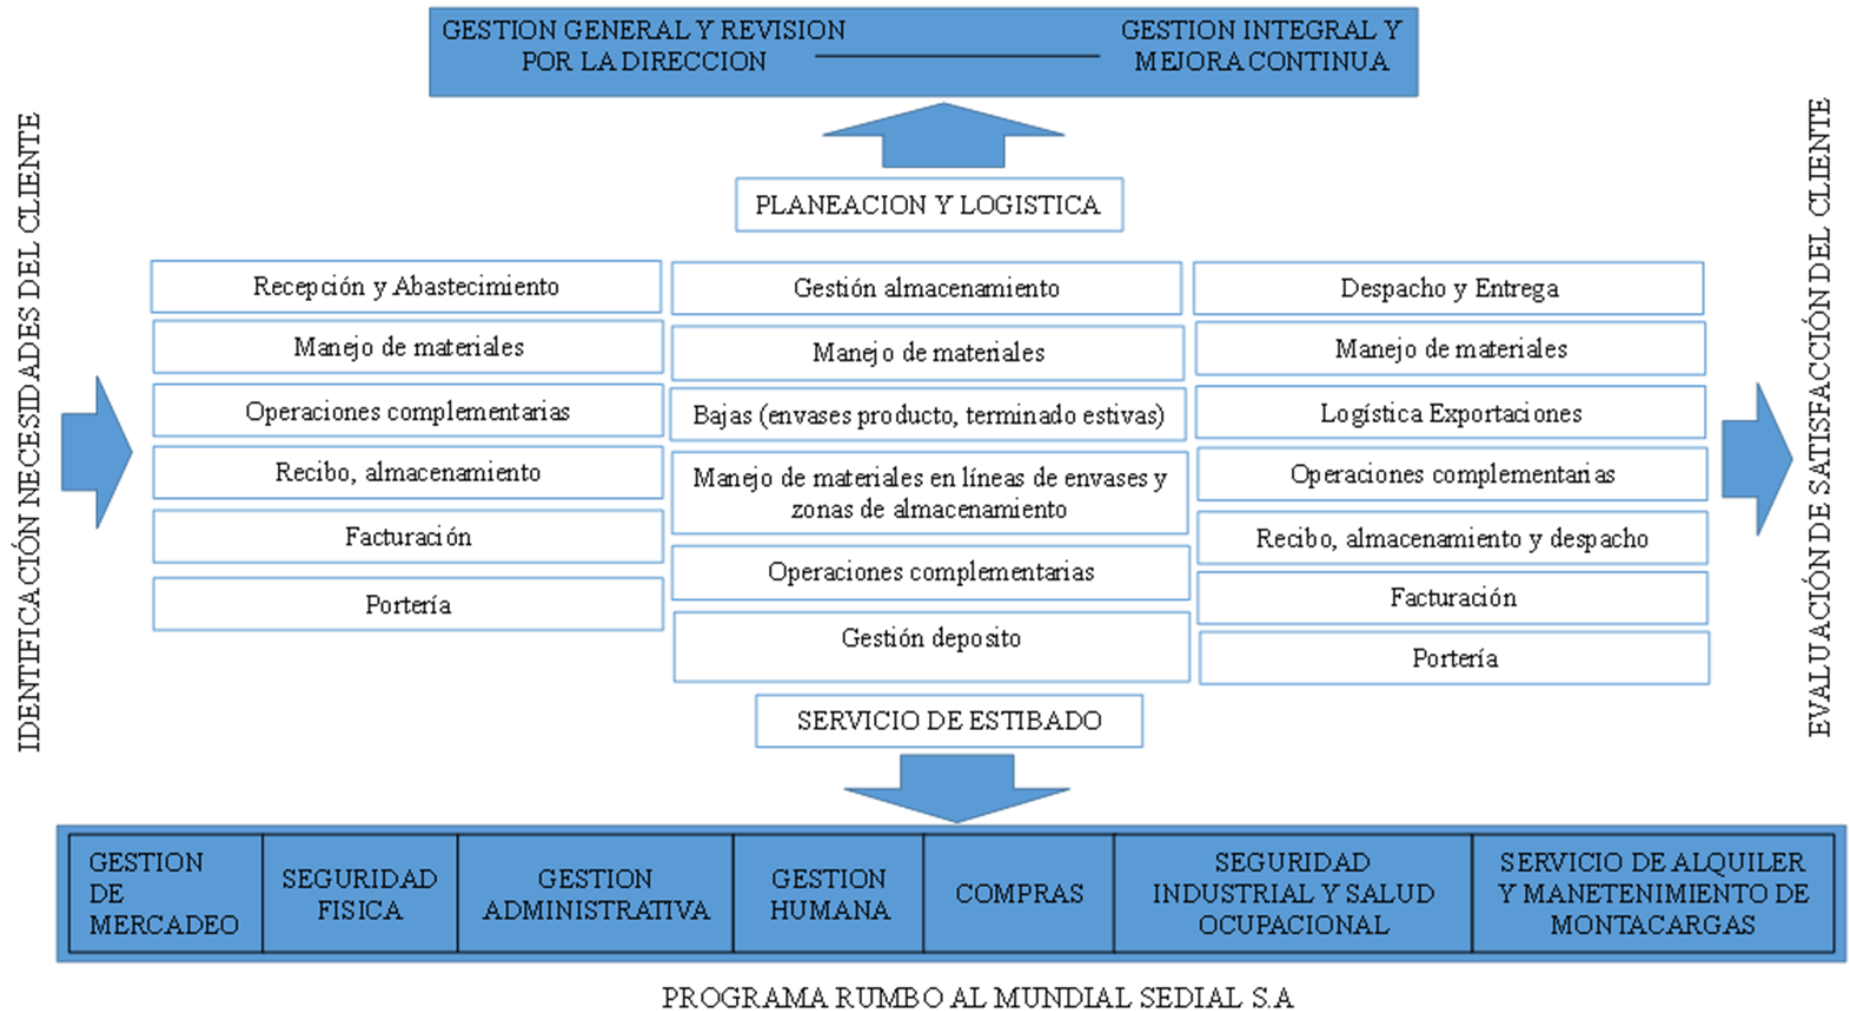 GESTION GENERAL Y REVISION
POR LA DIRECCION
GESTION INTEGRAL Y
MEJORA CONTINUA
IDENTIFICACIÓN NECESIDADES DEL CLIENTE
PLANEACION Y LOGISTICA
Recepción y Abastecimiento
Manejo de materiales
Operaciones complementarias
Recibo, almacenamiento
Facturación
Portería
Gestión almacenamiento
Manejo de materiales
Bajas (envases producto, terminado estivas)
Manejo de materiales en líneas de envases y
zonas de almacenamiento
Operaciones complementarias
Gestión deposito
Despacho y Entrega
Manejo de materiales
Logística Exportaciones
Operaciones complementarias
Recibo, almacenamiento y despacho
Facturación
Portería
EVALUACIÓN DE SATISFACCIÓN DEL CLIENTE
SERVICIO DE ESTIBADO
GESTION
DE
MERCADEO
SEGURIDAD
FISICA
GESTION
ADMINISTRATIVA
GESTION
HUMANA
COMPRAS
SEGURIDAD
INDUSTRIAL Y SALUD
OCUPACIONAL
SERVICIO DE ALQUILER
Y MANETENIMIENTO DE
MONTACARGAS
PROGRAMA RUMBO AL MUNDIAL SEDIAL S.A